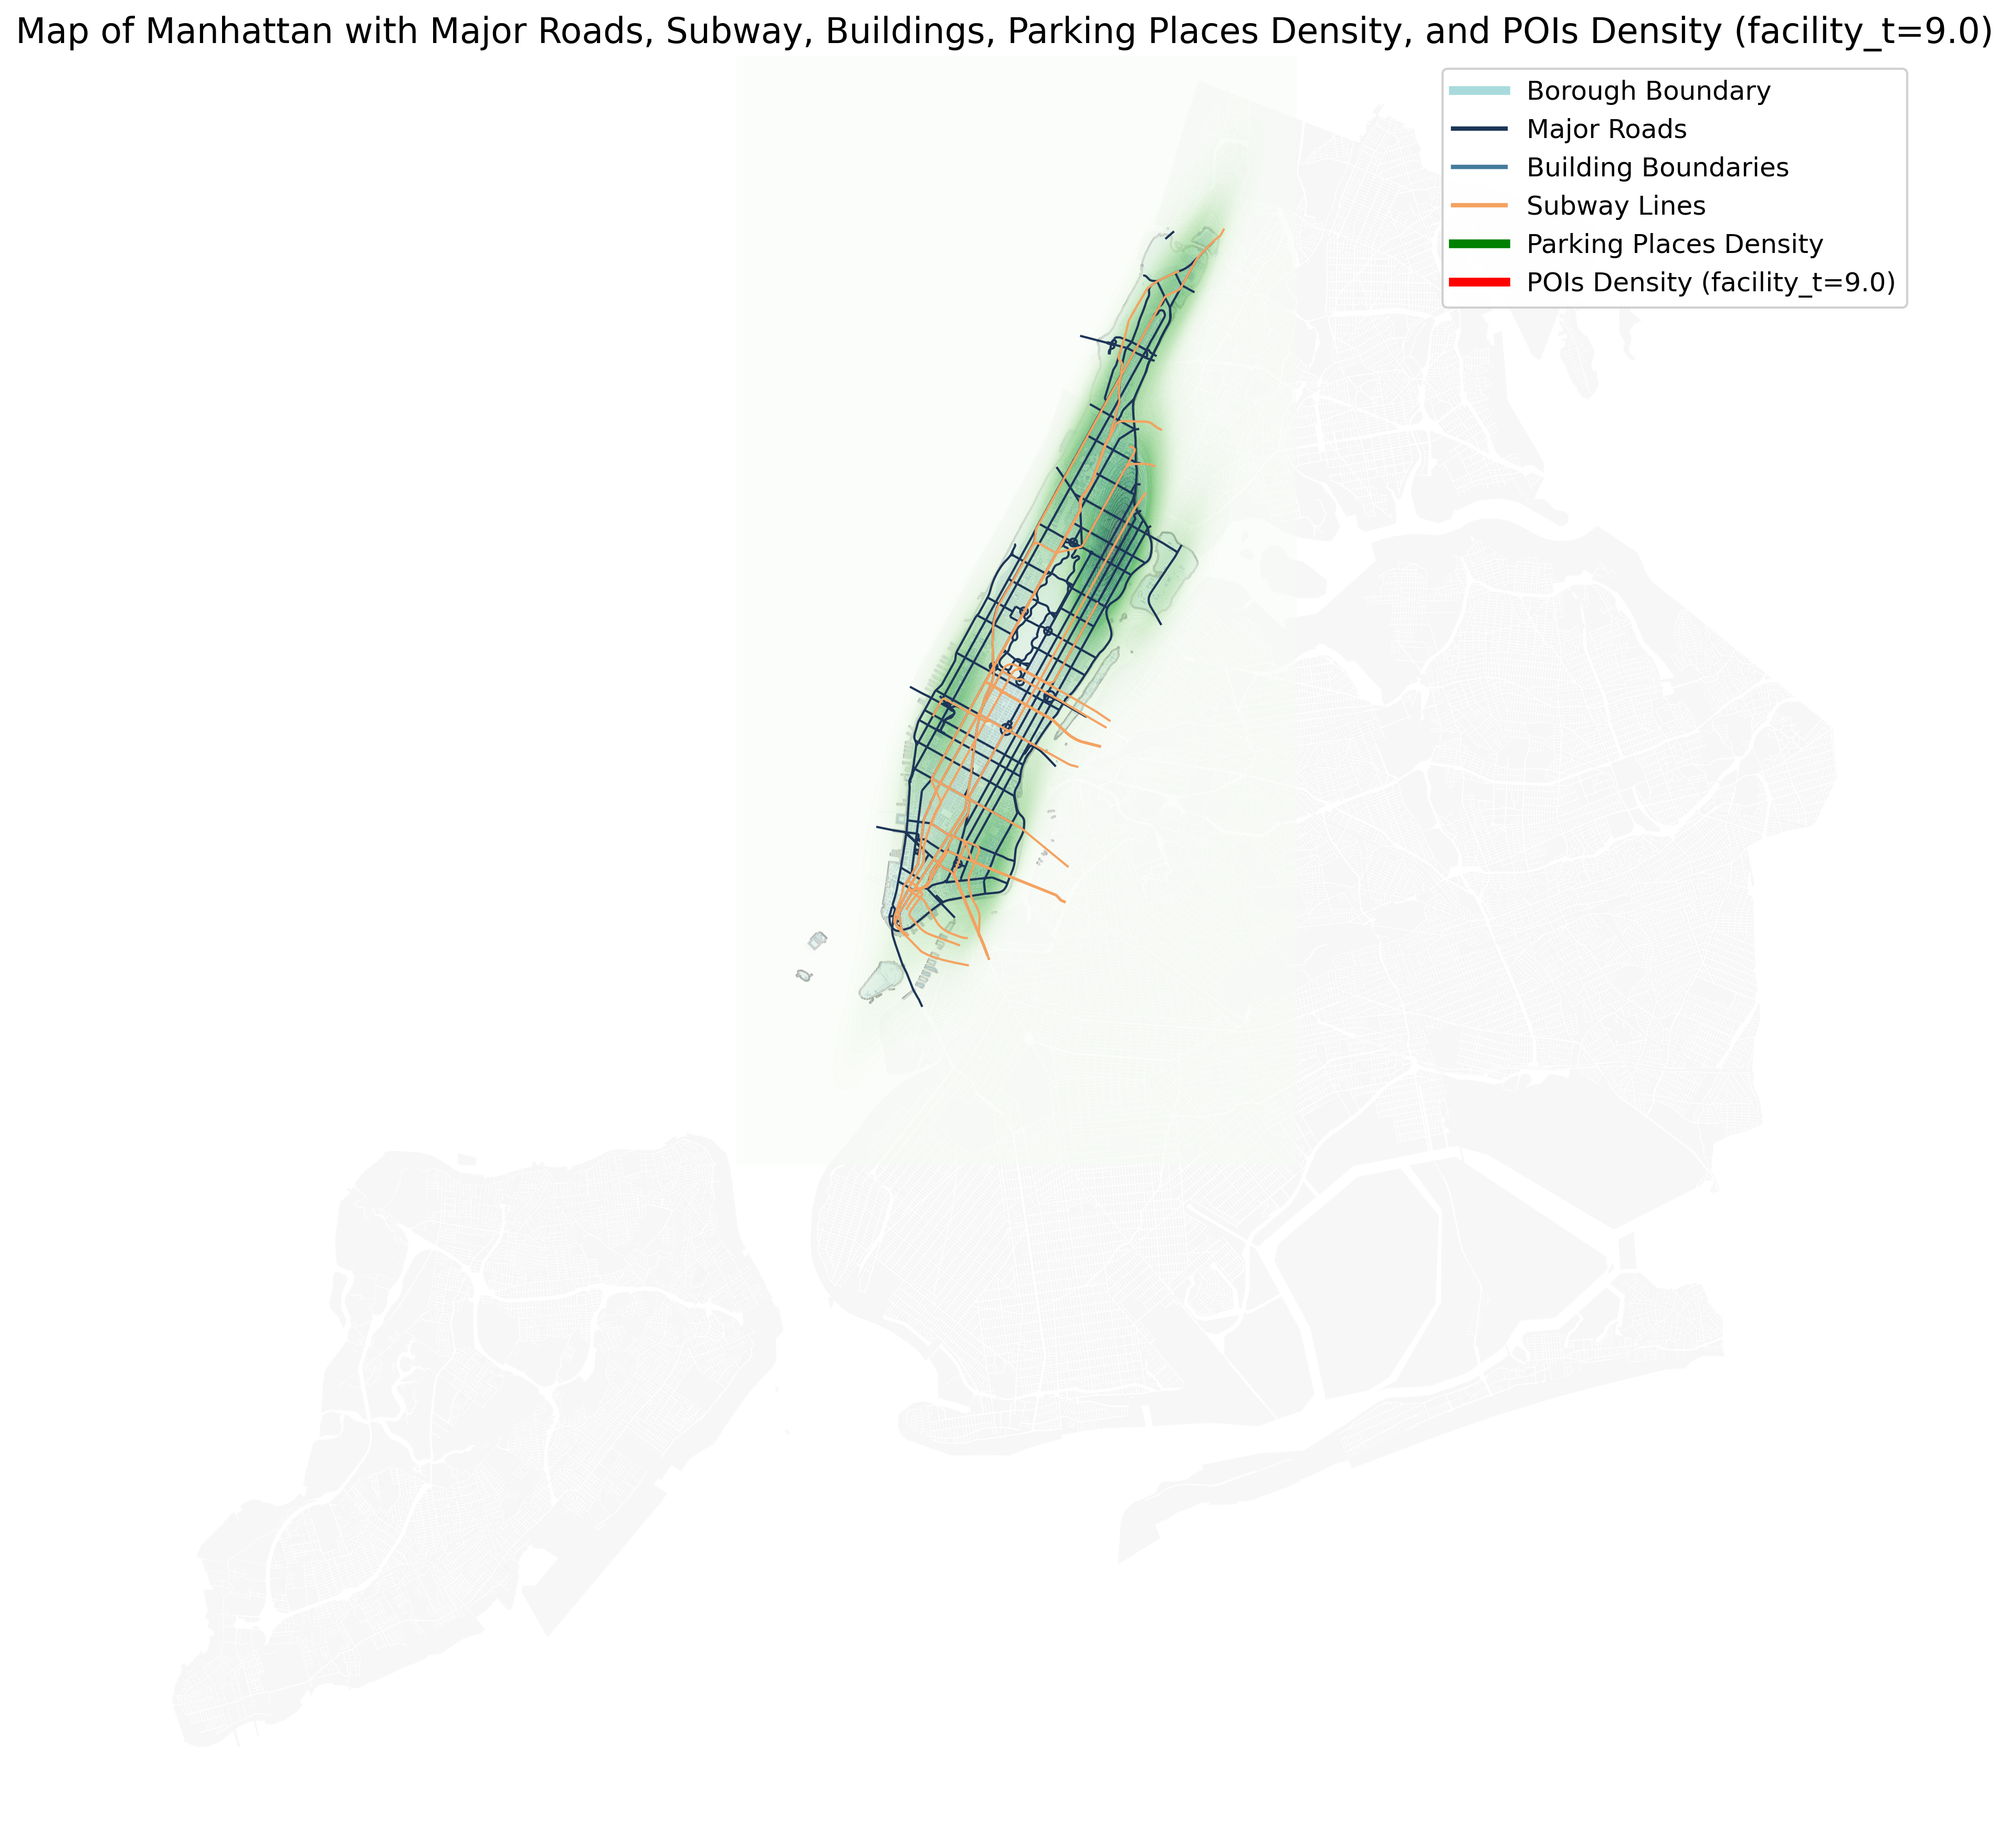 Map of Manhattan with Major Roads, Subway, Buildings, Parking Places Density, and POIs Density (facility_t=9.0)
Borough Boundary
Major Roads
Building Boundaries
Subway Lines
Parking Places Density
POIs Density (facility_t=9.0)